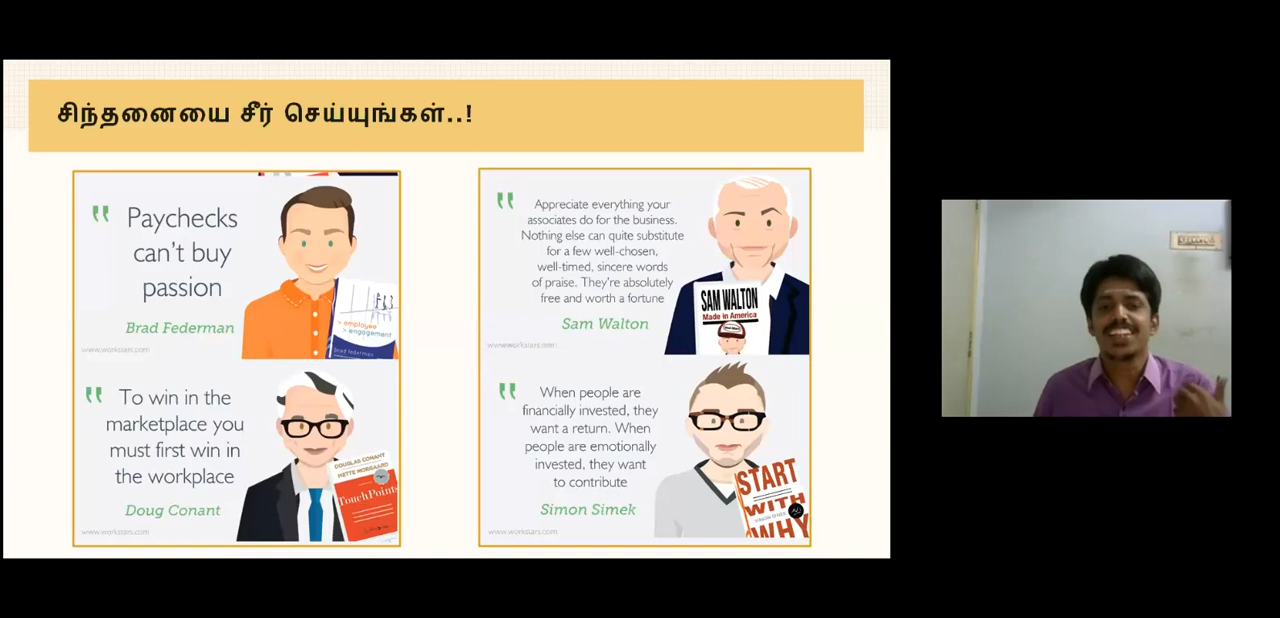 சிந்தனையை சீர் செய்யுங்கள்..!
Paychecks
can't buy
passion
Brad Federman
> employee
> engagement
brad federman
www.workstars.com
To win in the
marketplace you
must first win in
the workplace
Doug Conant
DOUGLAS CONANT
METTE NORGAARD
TouchPoints
www.workstars.com
Appreciate everything your
associates do for the business.
Nothing else can quite substitute
for a few well-chosen,
well-timed, sincere words
of praise. They're absolutely
free and worth a fortune
Sam Walton
SAM WALTON
Made in America
www.workstars.com
When people are
financially invested, they
want a return. When
people are emotionally
invested, they want
to contribute
Simon Simek
START
WITH
WHY
www.workstars.com